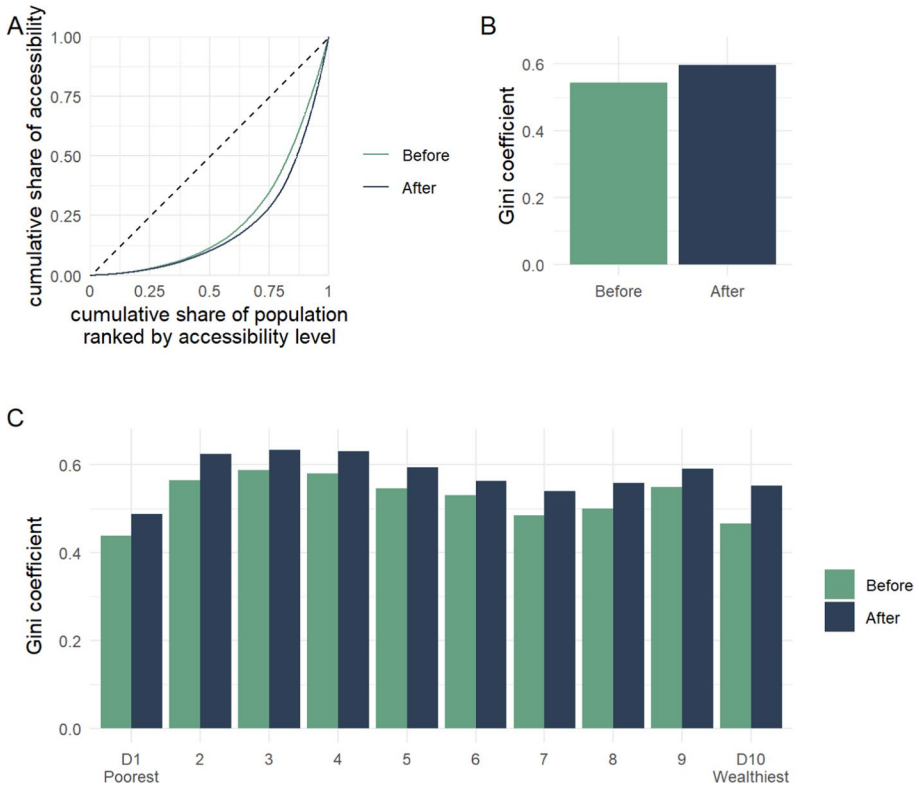 A
cumulative share of accessibility
1.00
0.75
0.50
0.25
0.00
0 0.25 0.5 0.75 1
cumulative share of population
ranked by accessibility level
Before
After
B
Gini coefficient
0.6
0.4
0.2
0.0
Before After
C
Gini coefficient
0.6
0.4
0.2
0.0
D1 2 3 4 5 6 7 8 9 D10
Poorest Wealthiest
Before
After